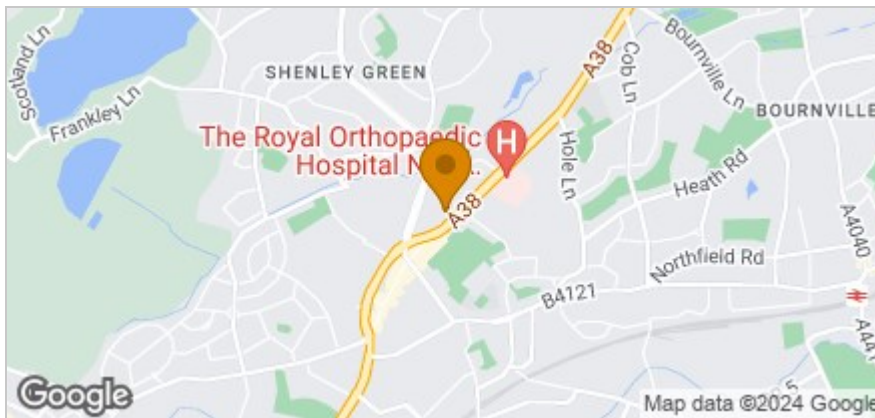 Scotland Ln
Frankley Ln
SHENLEY GREEN
A38
Cob Ln
Bournville Ln
BOURNVILLE
The Royal Orthopaedic
Hospital N
H
Hole Ln
Heath Rd
A38
A4040
Northfield Rd
B4121
A441
Google
Map data ©2024 Google